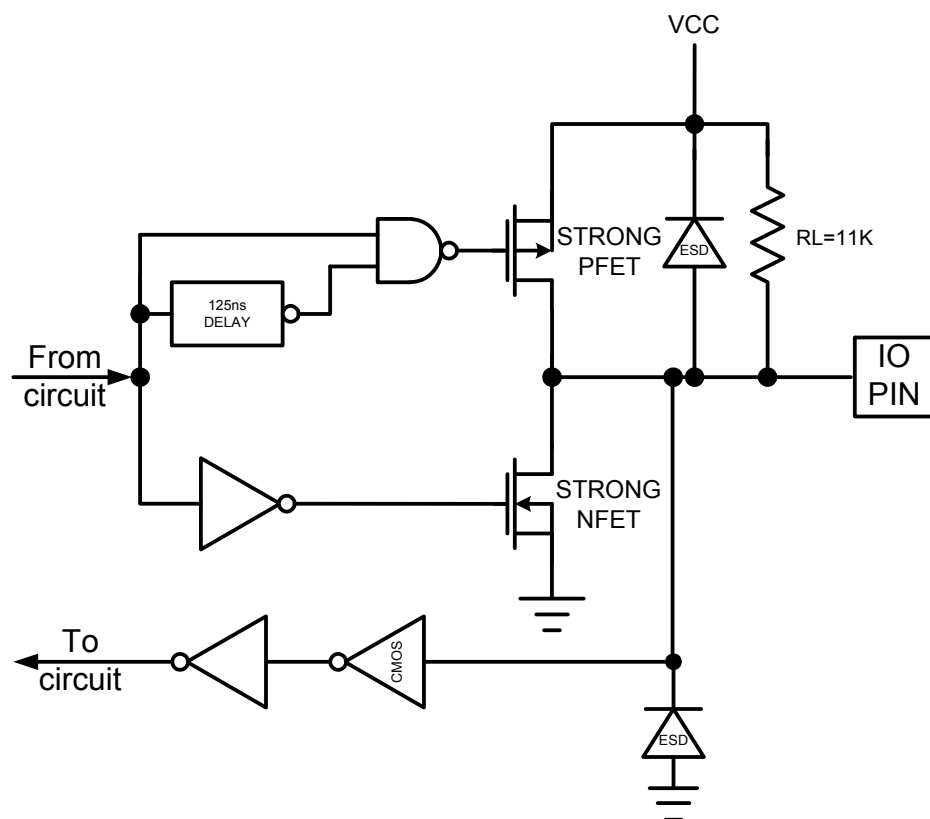 VCC
STRONG
PFET
ESD
RL=11K
125ns
DELAY
From
circuit
IO
PIN
STRONG
NFET
To
circuit
CMOS
ESD